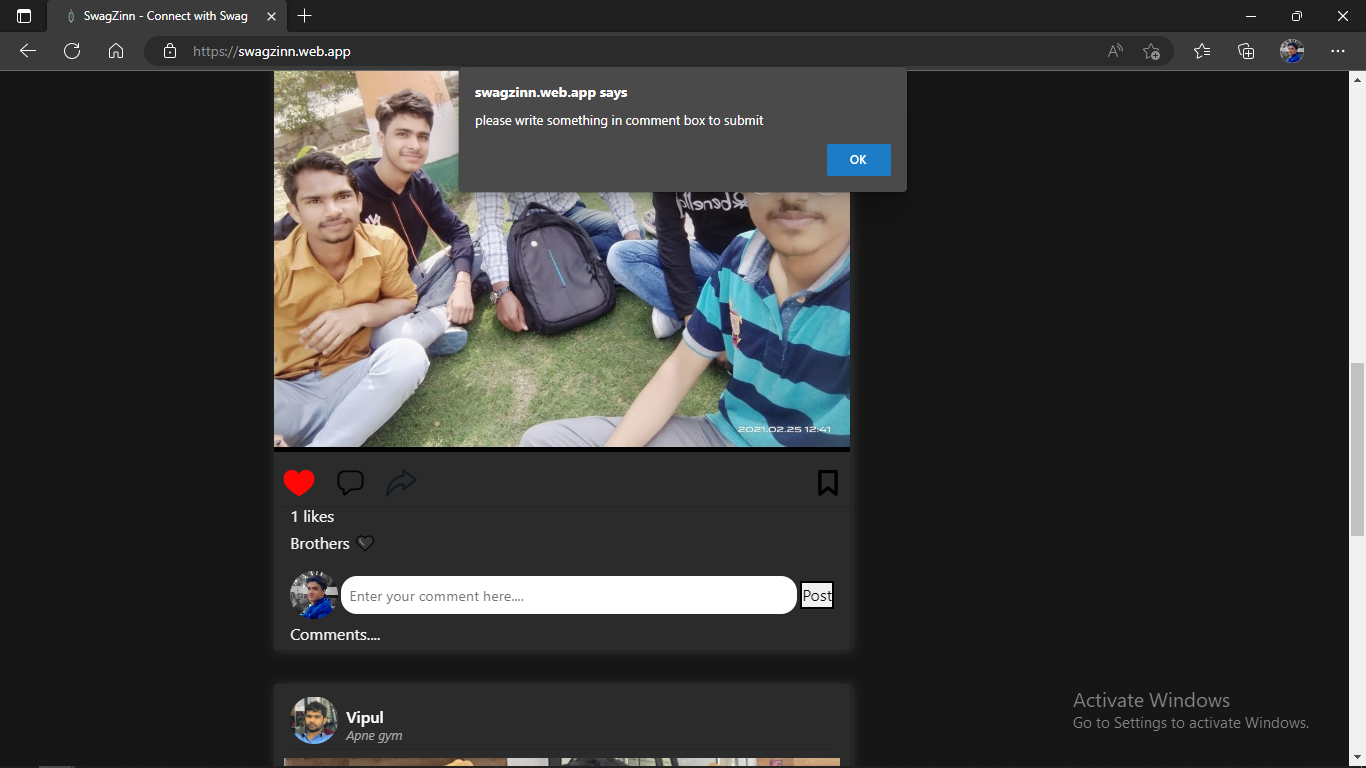 SwagZinn - Connect with Swag
https://swagzinn.web.app
swagzinn.web.app says
please write something in comment box to submit
OK
benella
2021.02.25 12:41
1 likes
Brothers 🖤
Enter your comment here....
Post
Comments....
Vipul
Apne gym
Activate Windows
Go to Settings to activate Windows.